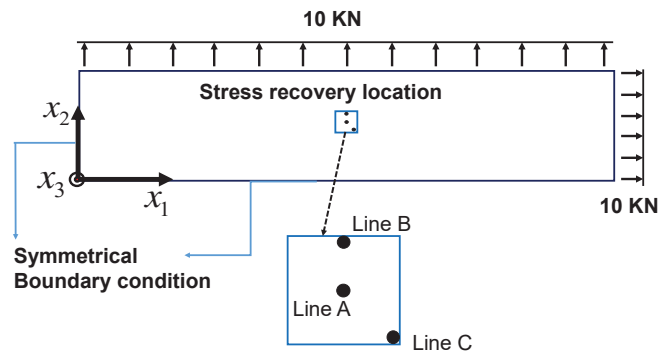 10 KN
Stress recovery location
x2
x3
x1
10 KN
Symmetrical
Boundary condition
Line B
Line A
Line C